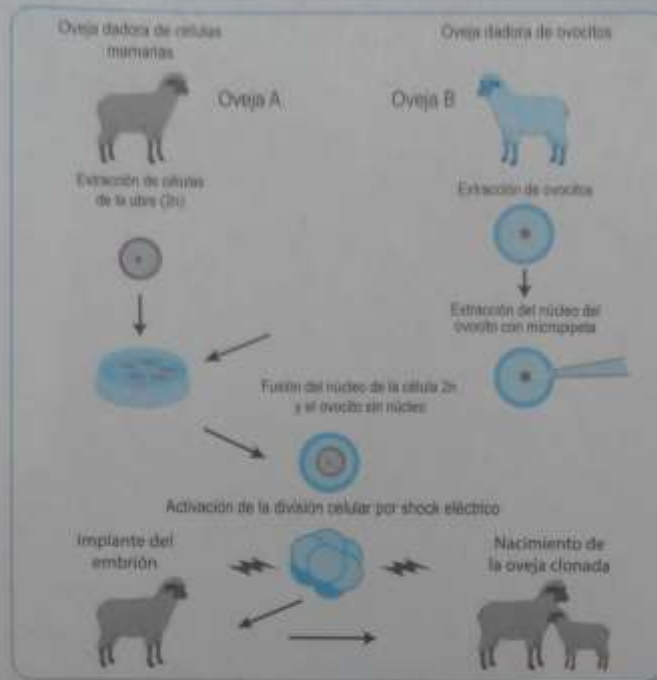 Oveja dadora de células
mamarias
Oveja dadora de ovocitos
Oveja A
Oveja B
Extracción de células
de la ubre (2n)
Extracción de ovocitos
Extracción del núcleo del
ovocito con micropipeta
Fusión del núcleo de la célula 2n
y el ovocito sin núcleo
Activación de la división celular por shock eléctrico
Implante del
embrión
Nacimiento de
la oveja clonada